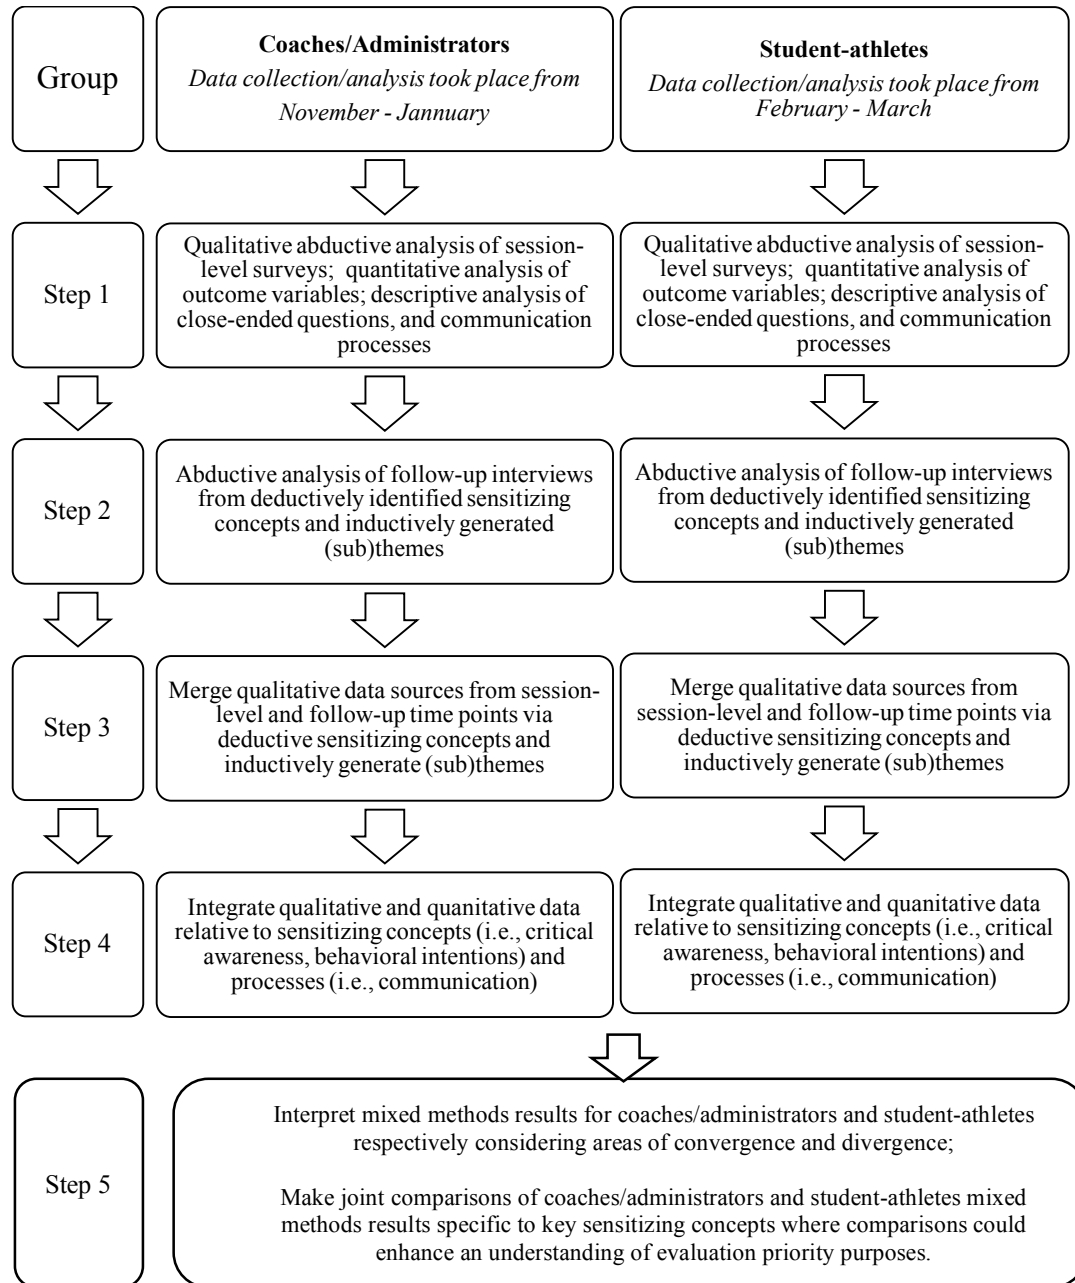 Group
Coaches/Administrators
Data collection/analysis took place from
November - Jannuary
Student-athletes
Data collection/analysis took place from
February - March
Step 1
Qualitative abductive analysis of session-
level surveys; quantitative analysis of
outcome variables; descriptive analysis of
close-ended questions, and communication
processes
Qualitative abductive analysis of session-
level surveys; quantitative analysis of
outcome variables; descriptive analysis of
close-ended questions, and communication
processes
Step 2
Abductive analysis of follow-up interviews
from deductively identified sensitizing
concepts and inductively generated
(sub)themes
Abductive analysis of follow-up interviews
from deductively identified sensitizing
concepts and inductively generated
(sub)themes
Step 3
Merge qualitative data sources from session-
level and follow-up time points via
deductive sensitizing concepts and
inductively generate (sub)themes
Merge qualitative data sources from
session-level and follow-up time points via
deductive sensitizing concepts and
inductively generate (sub)themes
Step 4
Integrate qualitative and quanitative data
relative to sensitizing concepts (i.e., critical
awareness, behavioral intentions) and
processes (i.e., communication)
Integrate qualitative and quanitative data
relative to sensitizing concepts (i.e., critical
awareness, behavioral intentions) and
processes (i.e., communication)
Step 5
Interpret mixed methods results for coaches/administrators and student-athletes
respectively considering areas of convergence and divergence;
Make joint comparisons of coaches/administrators and student-athletes mixed
methods results specific to key sensitizing concepts where comparisons could
enhance an understanding of evaluation priority purposes.